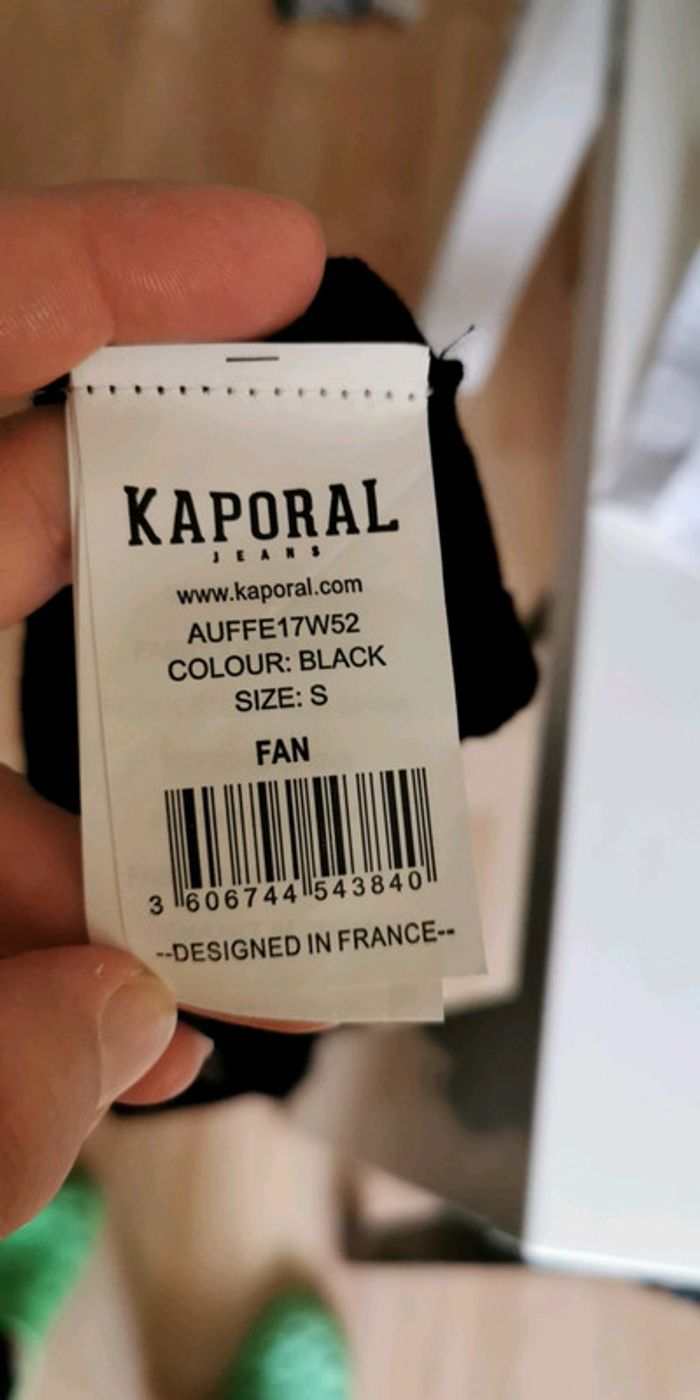 KAPORAL
JEANS
www.kaporal.com
AUFFE17W52
COLOUR: BLACK
SIZE: S
FAN
3 606744 543840
--DESIGNED IN FRANCE--